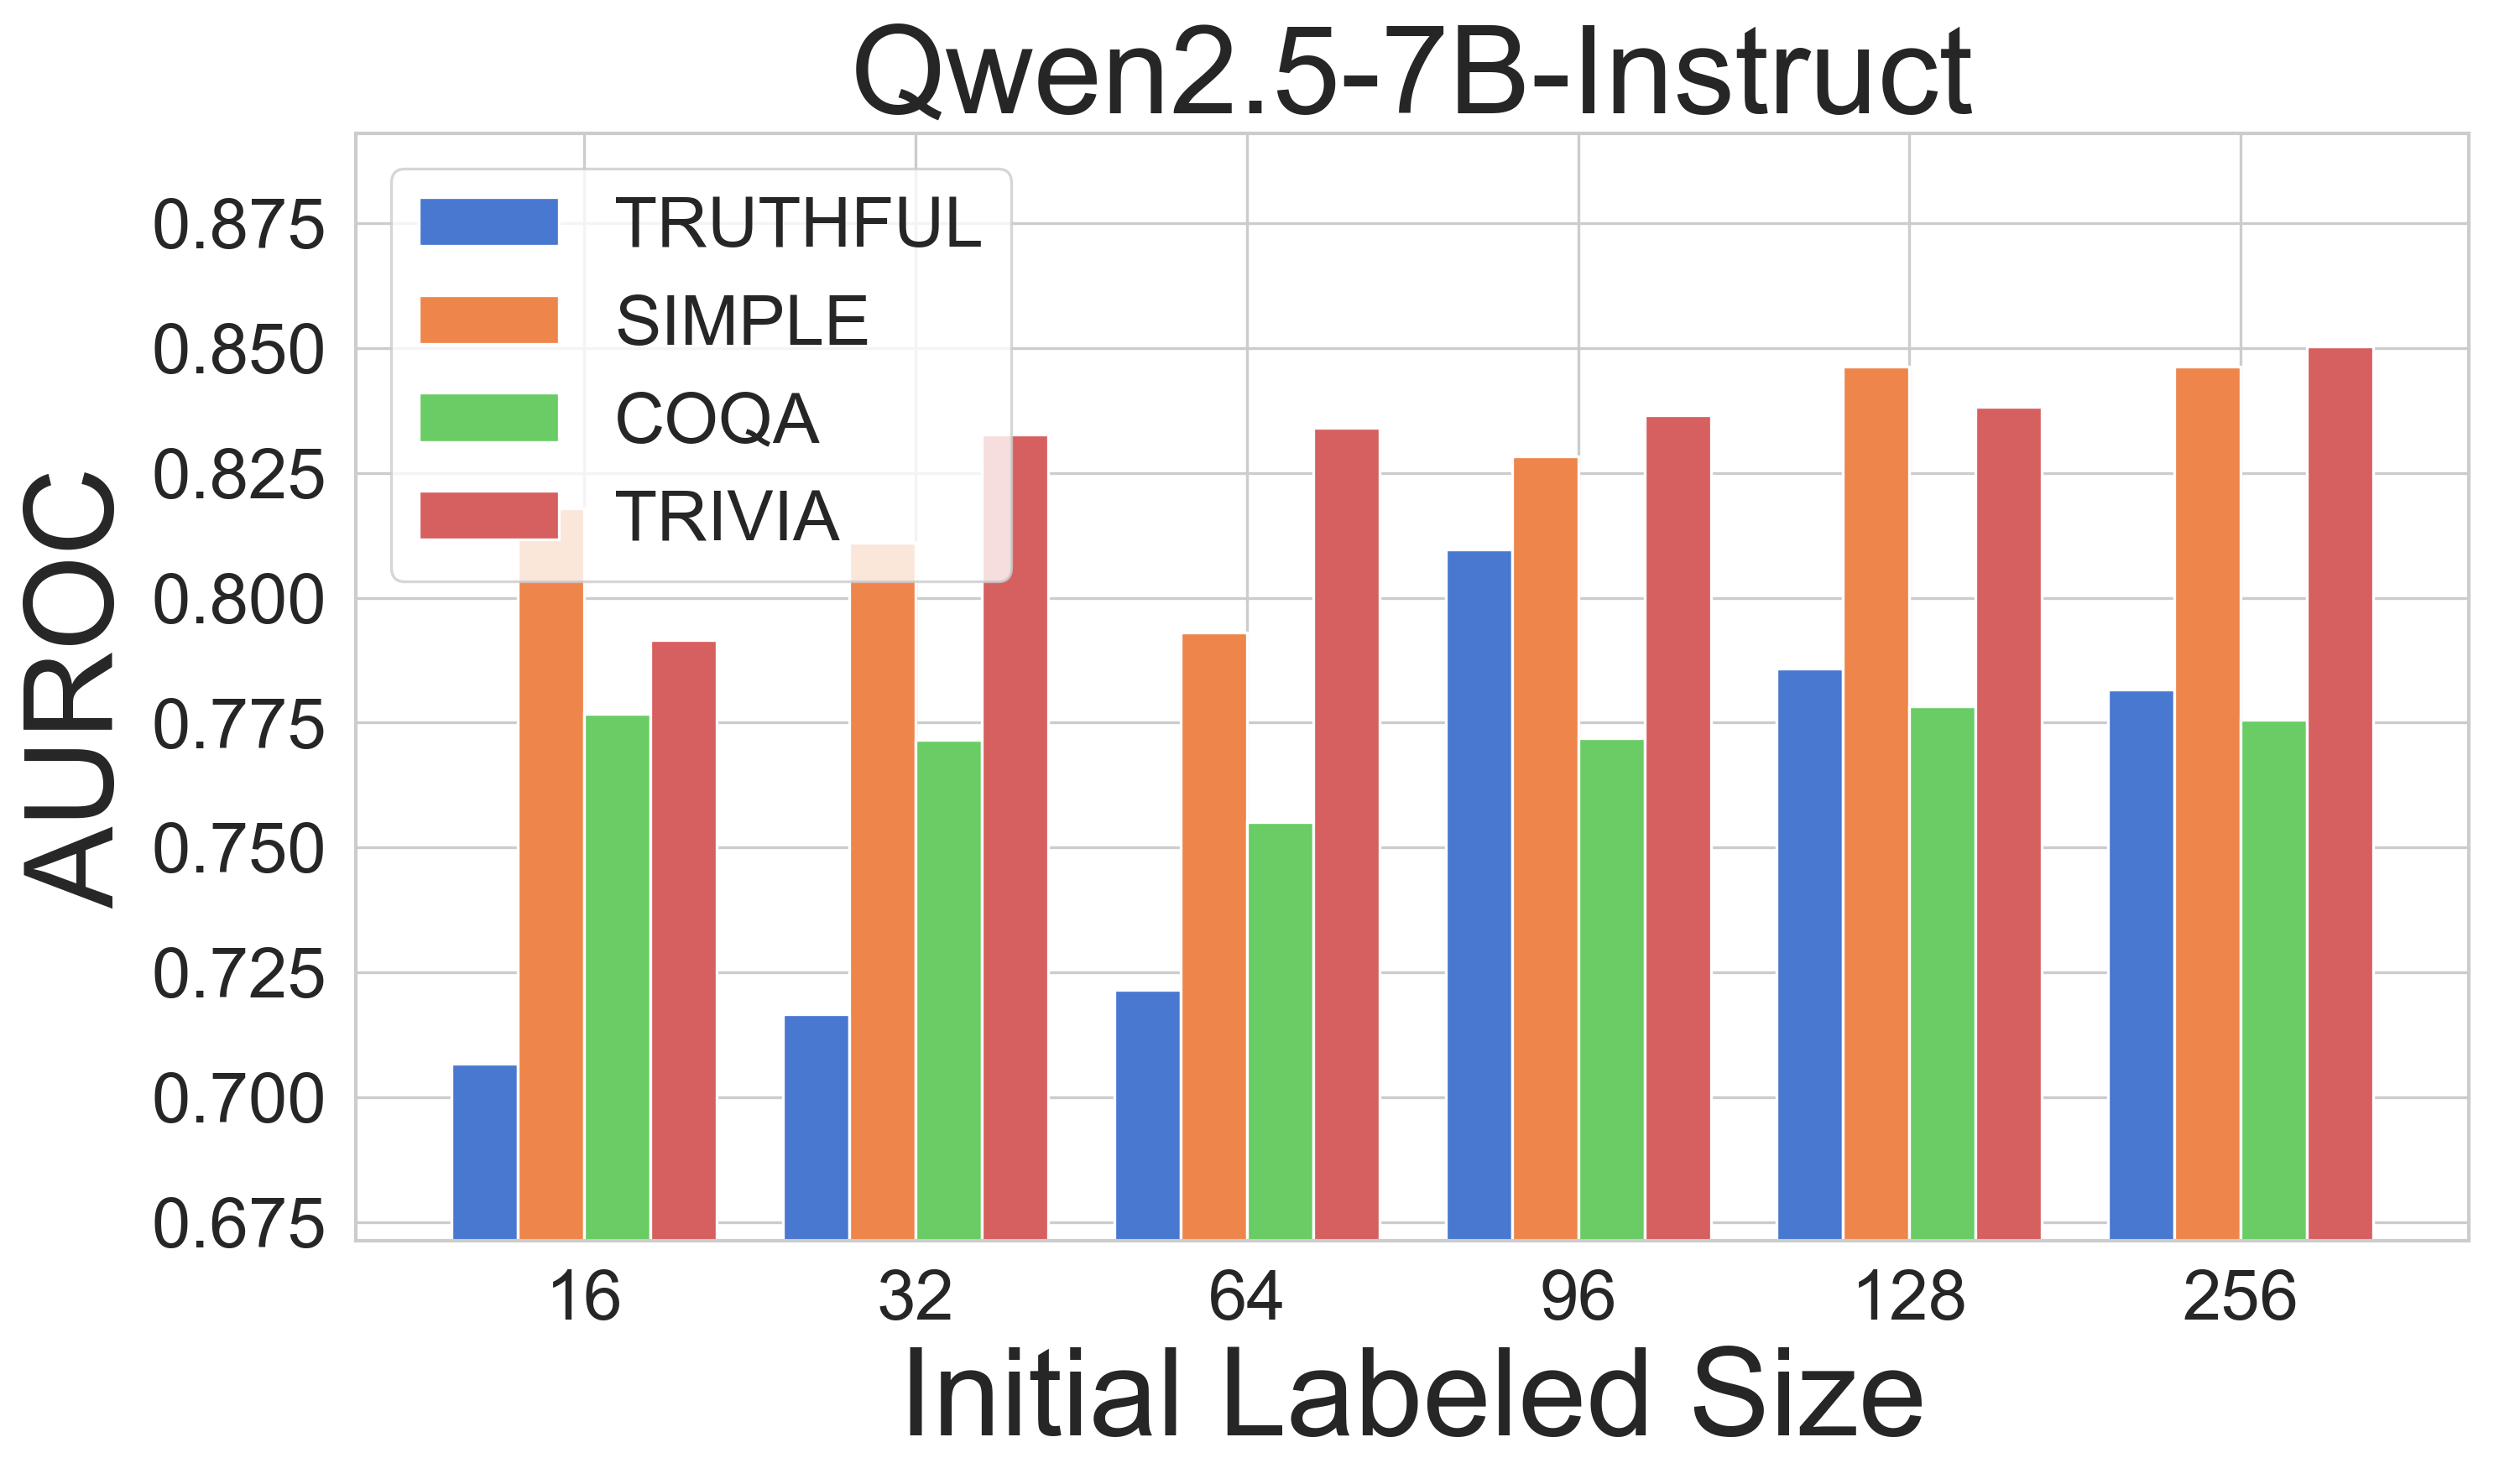 Qwen2.5-7B-Instruct
AUROC
0.875
0.850
0.825
0.800
0.775
0.750
0.725
0.700
0.675
TRUTHFUL
SIMPLE
COQA
TRIVIA
16 32 64 96 128 256
Initial Labeled Size